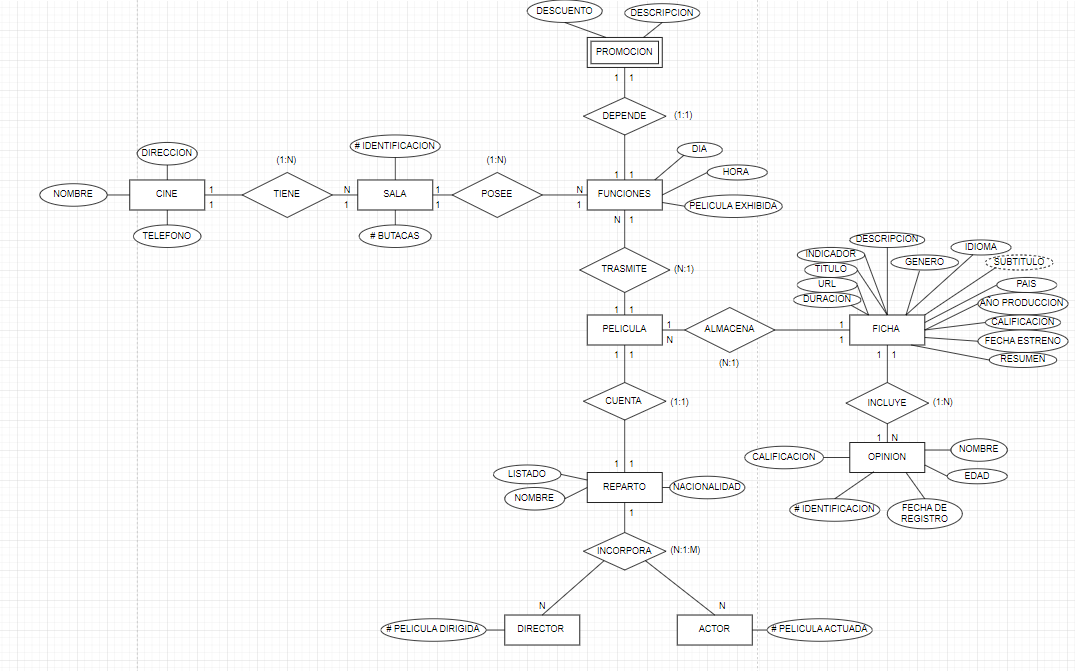 DESCUENTO
DESCRIPCION
PROMOCION
1 1
DEPENDE
(1:1)
1 1
DIRECCION
NOMBRE
CINE
TELEFONO
1
1
(1:N)
TIENE
N
1
# IDENTIFICACION
SALA
# BUTACAS
1
1
(1:N)
POSEE
N
1
FUNCIONES
DIA
HORA
PELICULA EXHIBIDA
N 1
TRASMITE
(N:1)
1 1
PELICULA
1
N
ALMACENA
(N:1)
1
1
FICHA
DESCRIPCION
INDICADOR
TITULO
URL
DURACION
GENERO
IDIOMA
SUBTITULO
PAIS
ANO PRODUCCION
CALIFICACION
FECHA ESTRENO
RESUMEN
1 1
CUENTA
(1:1)
1 1
1 1
INCLUYE
(1:N)
1 N
OPINION
CALIFICACION
NOMBRE
EDAD
# IDENTIFICACION
FECHA DE
REGISTRO
LISTADO
NOMBRE
REPARTO
NACIONALIDAD
1
INCORPORA
(N:1:M)
N
N
# PELICULA DIRIGIDA
DIRECTOR
ACTOR
# PELICULA ACTUADA